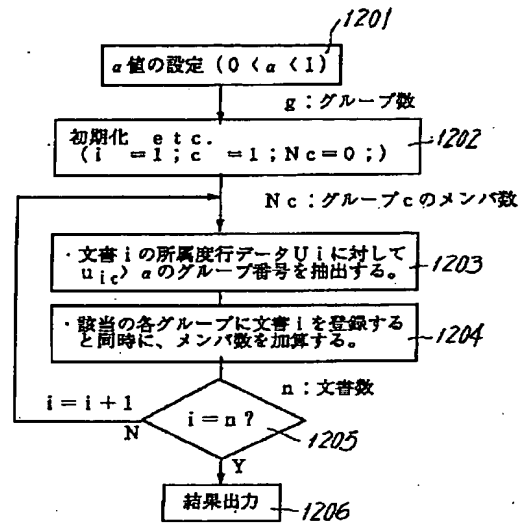 1201
α値の設定 (0 < α < 1)
g：グループ数
初期化 etc.
(i =1；c =1；Nc=0；)
1202
Nc：グループcのメンバ数
・文書iの所属度行データUiに対して
uic〉αのグループ番号を抽出する。
1203
・該当の各グループに文書iを登録する
と同時に、メンバ数を加算する。
1204
n：文書数
i＝i＋1
N
i＝n？
1205
Y
結果出力
1206